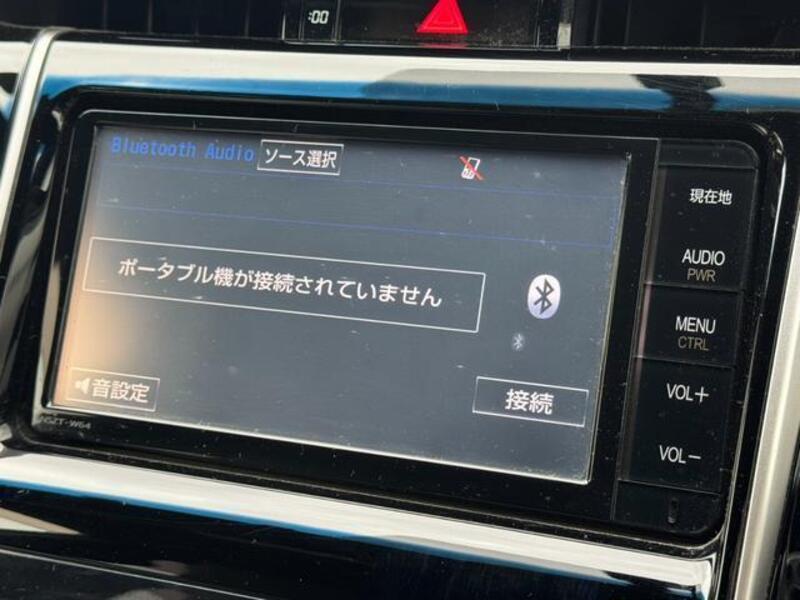 :00
Bluetooth Audio ソース選択
現在地
AUDIO
PWR
ポータブル機が接続されていません
MENU
CTRL
音設定
接続
VOL+
NSZT-W64
VOL-